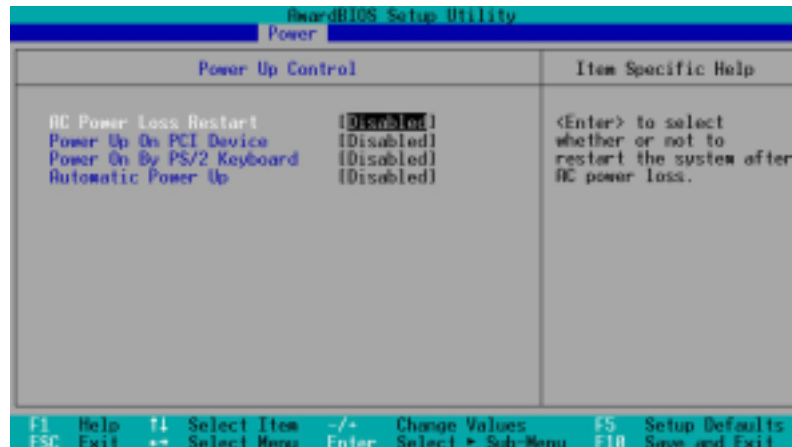 AwardBIOS Setup Utility
Power
Power Up Control
Item Specific Help
AC Power Loss Restart [Disabled]
Power Up On PCI Device [Disabled]
Power On By PS/2 Keyboard [Disabled]
Automatic Power Up [Disabled]
<Enter> to select
whether or not to
restart the system after
AC power loss.
F1 Help ↑↓ Select Item -/+ Change Values F5 Setup Defaults
ESC Exit ←→ Select Menu Enter Select ► Sub-Menu F10 Save and Exit